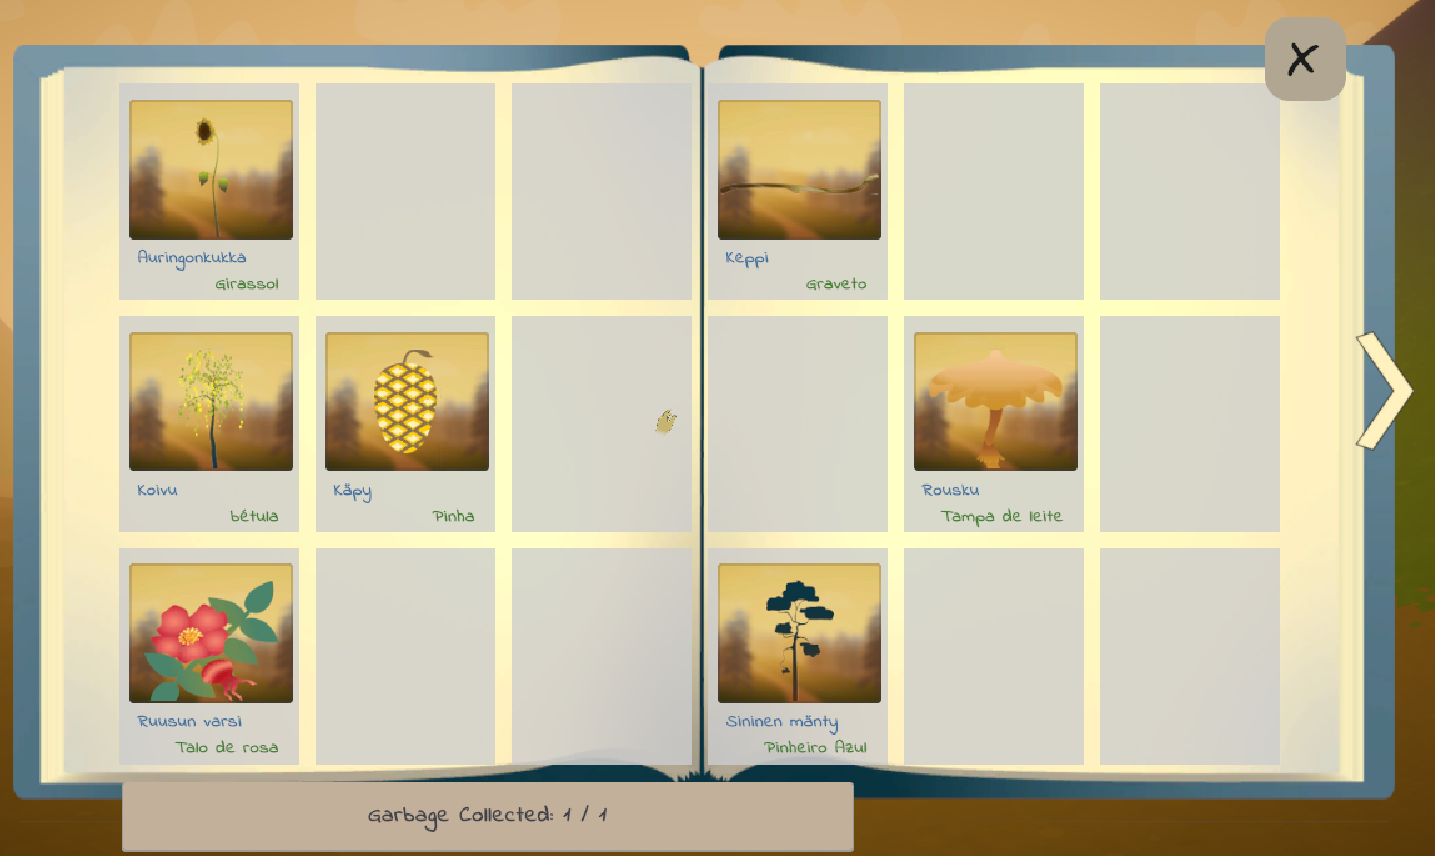 X
Auringonkukka
Girassol
Keppi
Graveto
Koivu
bétula
Käpy
Pinha
Rousku
Tampa de leite
Ruusun varsi
Talo de rosa
Sininen mänty
Pinheiro Azul
Garbage Collected: 1 / 1